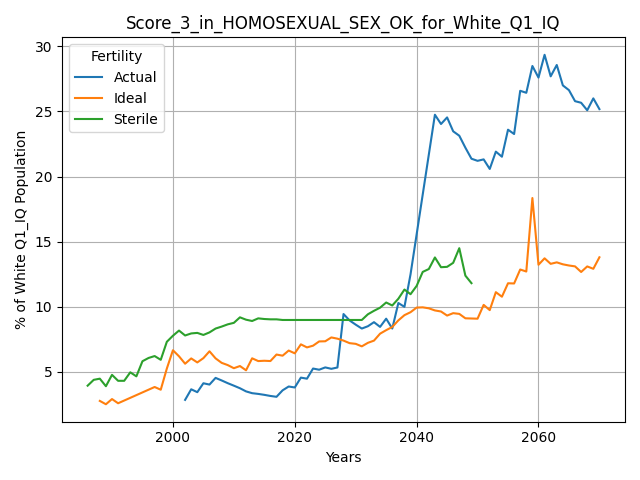 Score_3_in_HOMOSEXUAL_SEX_OK_for_White_Q1_IQ
Fertility
Actual
Ideal
Sterile
% of White Q1_IQ Population
30
25
20
15
10
5
2000 2020 2040 2060
Years